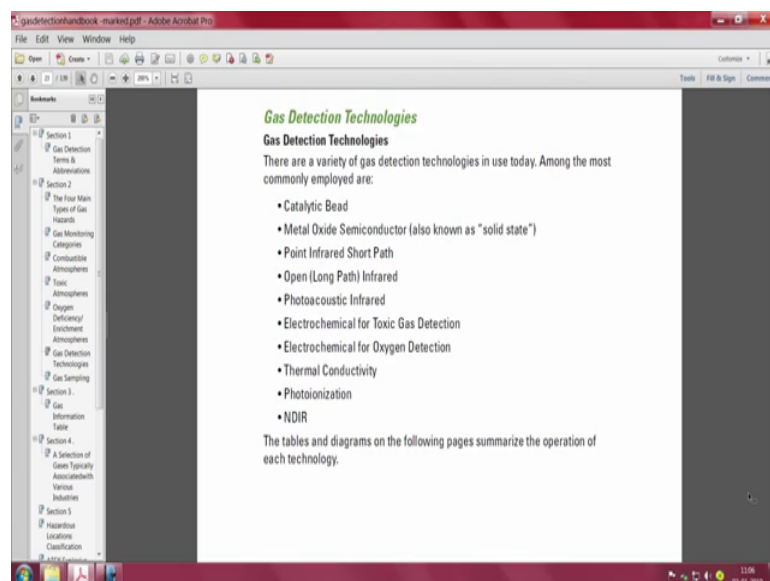 gasdetectionhandbook -marked.pdf - Adobe Acrobat Pro
File Edit View Window Help
Open Create Customize
21 / 139 200% Tools Fill & Sign Comment
Bookmarks
Section 1
Gas Detection
Terms &
Abbreviations
Section 2
The Four Main
Types of Gas
Hazards
Gas Monitoring
Categories
Combustible
Atmospheres
Toxic
Atmospheres
Oxygen
Deficiency/
Enrichment
Atmospheres
Gas Detection
Technologies
Gas Sampling
Section 3 .
Gas
Information
Table
Section 4 .
A Selection of
Gases Typically
Associatedwith
Various
Industries
Section 5
Hazardous
Locations
Classification
Gas Detection Technologies
Gas Detection Technologies
There are a variety of gas detection technologies in use today. Among the most
commonly employed are:
• Catalytic Bead
• Metal Oxide Semiconductor (also known as “solid state”)
• Point Infrared Short Path
• Open (Long Path) Infrared
• Photoacoustic Infrared
• Electrochemical for Toxic Gas Detection
• Electrochemical for Oxygen Detection
• Thermal Conductivity
• Photoionization
• NDIR
The tables and diagrams on the following pages summarize the operation of
each technology.
11:06